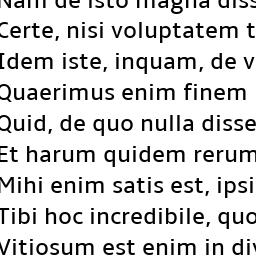 Nam de isto magna diss
Certe, nisi voluptatem t
Idem iste, inquam, de v
Quaerimus enim finem
Quid, de quo nulla disse
Et harum quidem rerum
Mihi enim satis est, ipsi
Tibi hoc incredibile, quo
Vitiosum est enim in div